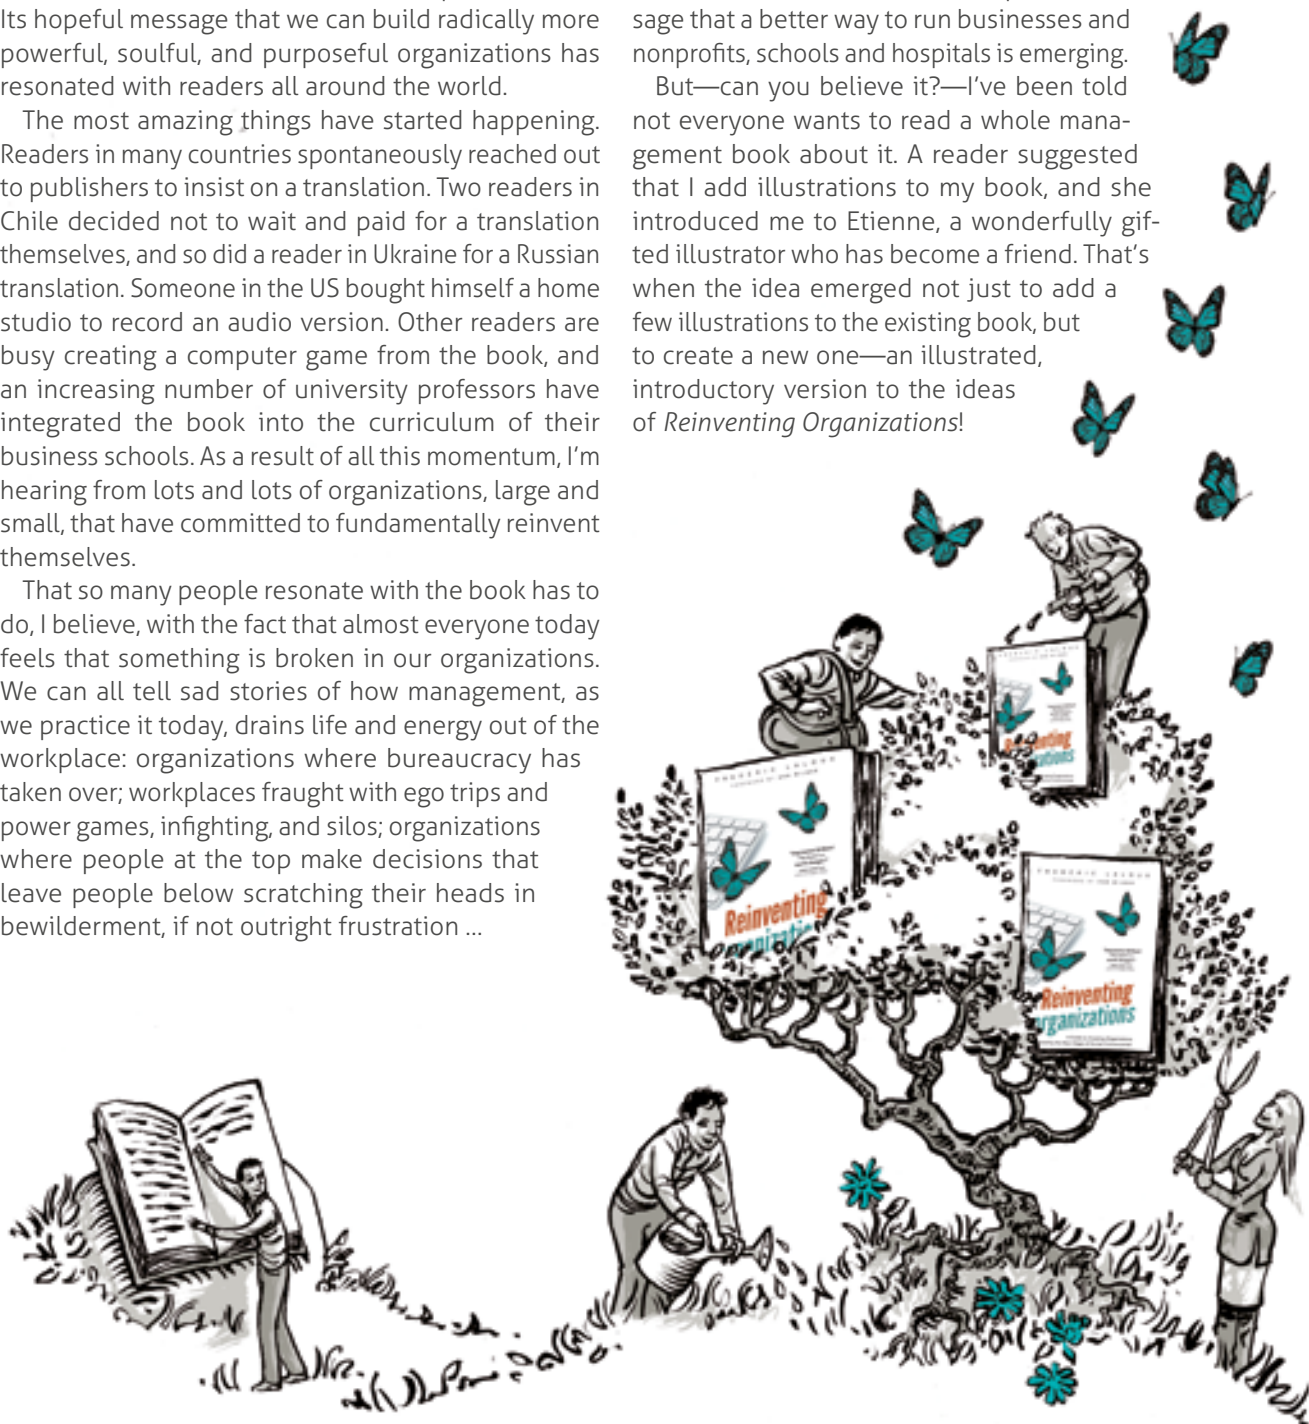 Its hopeful message that we can build radically more
powerful, soulful, and purposeful organizations has
resonated with readers all around the world.
The most amazing things have started happening.
Readers in many countries spontaneously reached out
to publishers to insist on a translation. Two readers in
Chile decided not to wait and paid for a translation
themselves, and so did a reader in Ukraine for a Russian
translation. Someone in the US bought himself a home
studio to record an audio version. Other readers are
busy creating a computer game from the book, and
an increasing number of university professors have
integrated the book into the curriculum of their
business schools. As a result of all this momentum, I’m
hearing from lots and lots of organizations, large and
small, that have committed to fundamentally reinvent
themselves.
That so many people resonate with the book has to
do, I believe, with the fact that almost everyone today
feels that something is broken in our organizations.
We can all tell sad stories of how management, as
we practice it today, drains life and energy out of the
workplace: organizations where bureaucracy has
taken over; workplaces fraught with ego trips and
power games, infighting, and silos; organizations
where people at the top make decisions that
leave people below scratching their heads in
bewilderment, if not outright frustration ...
sage that a better way to run businesses and
nonprofits, schools and hospitals is emerging.
But—can you believe it?—I’ve been told
not everyone wants to read a whole mana-
gement book about it. A reader suggested
that I add illustrations to my book, and she
introduced me to Etienne, a wonderfully gif-
ted illustrator who has become a friend. That’s
when the idea emerged not just to add a
few illustrations to the existing book, but
to create a new one—an illustrated,
introductory version to the ideas
of Reinventing Organizations!
FREDERIC LALOUX
Reinventing
FREDERIC LALOUX
Reinventing
organizations